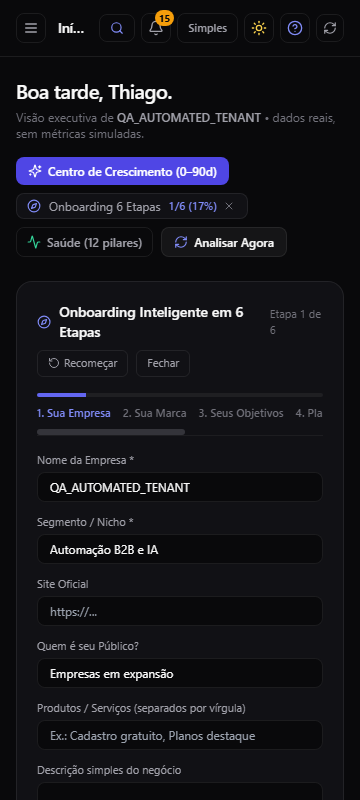 Iní...
15
Simples
Boa tarde, Thiago.
Visão executiva de QA_AUTOMATED_TENANT • dados reais,
sem métricas simuladas.
Centro de Crescimento (0–90d)
Onboarding 6 Etapas 1/6 (17%)
Saúde (12 pilares)
Analisar Agora
Onboarding Inteligente em 6
Etapas
Etapa 1 de
6
Recomeçar
Fechar
1. Sua Empresa 2. Sua Marca 3. Seus Objetivos 4. Pla
Nome da Empresa *
QA_AUTOMATED_TENANT
Segmento / Nicho *
Automação B2B e IA
Site Oficial
https://...
Quem é seu Público?
Empresas em expansão
Produtos / Serviços (separados por vírgula)
Ex.: Cadastro gratuito, Planos destaque
Descrição simples do negócio